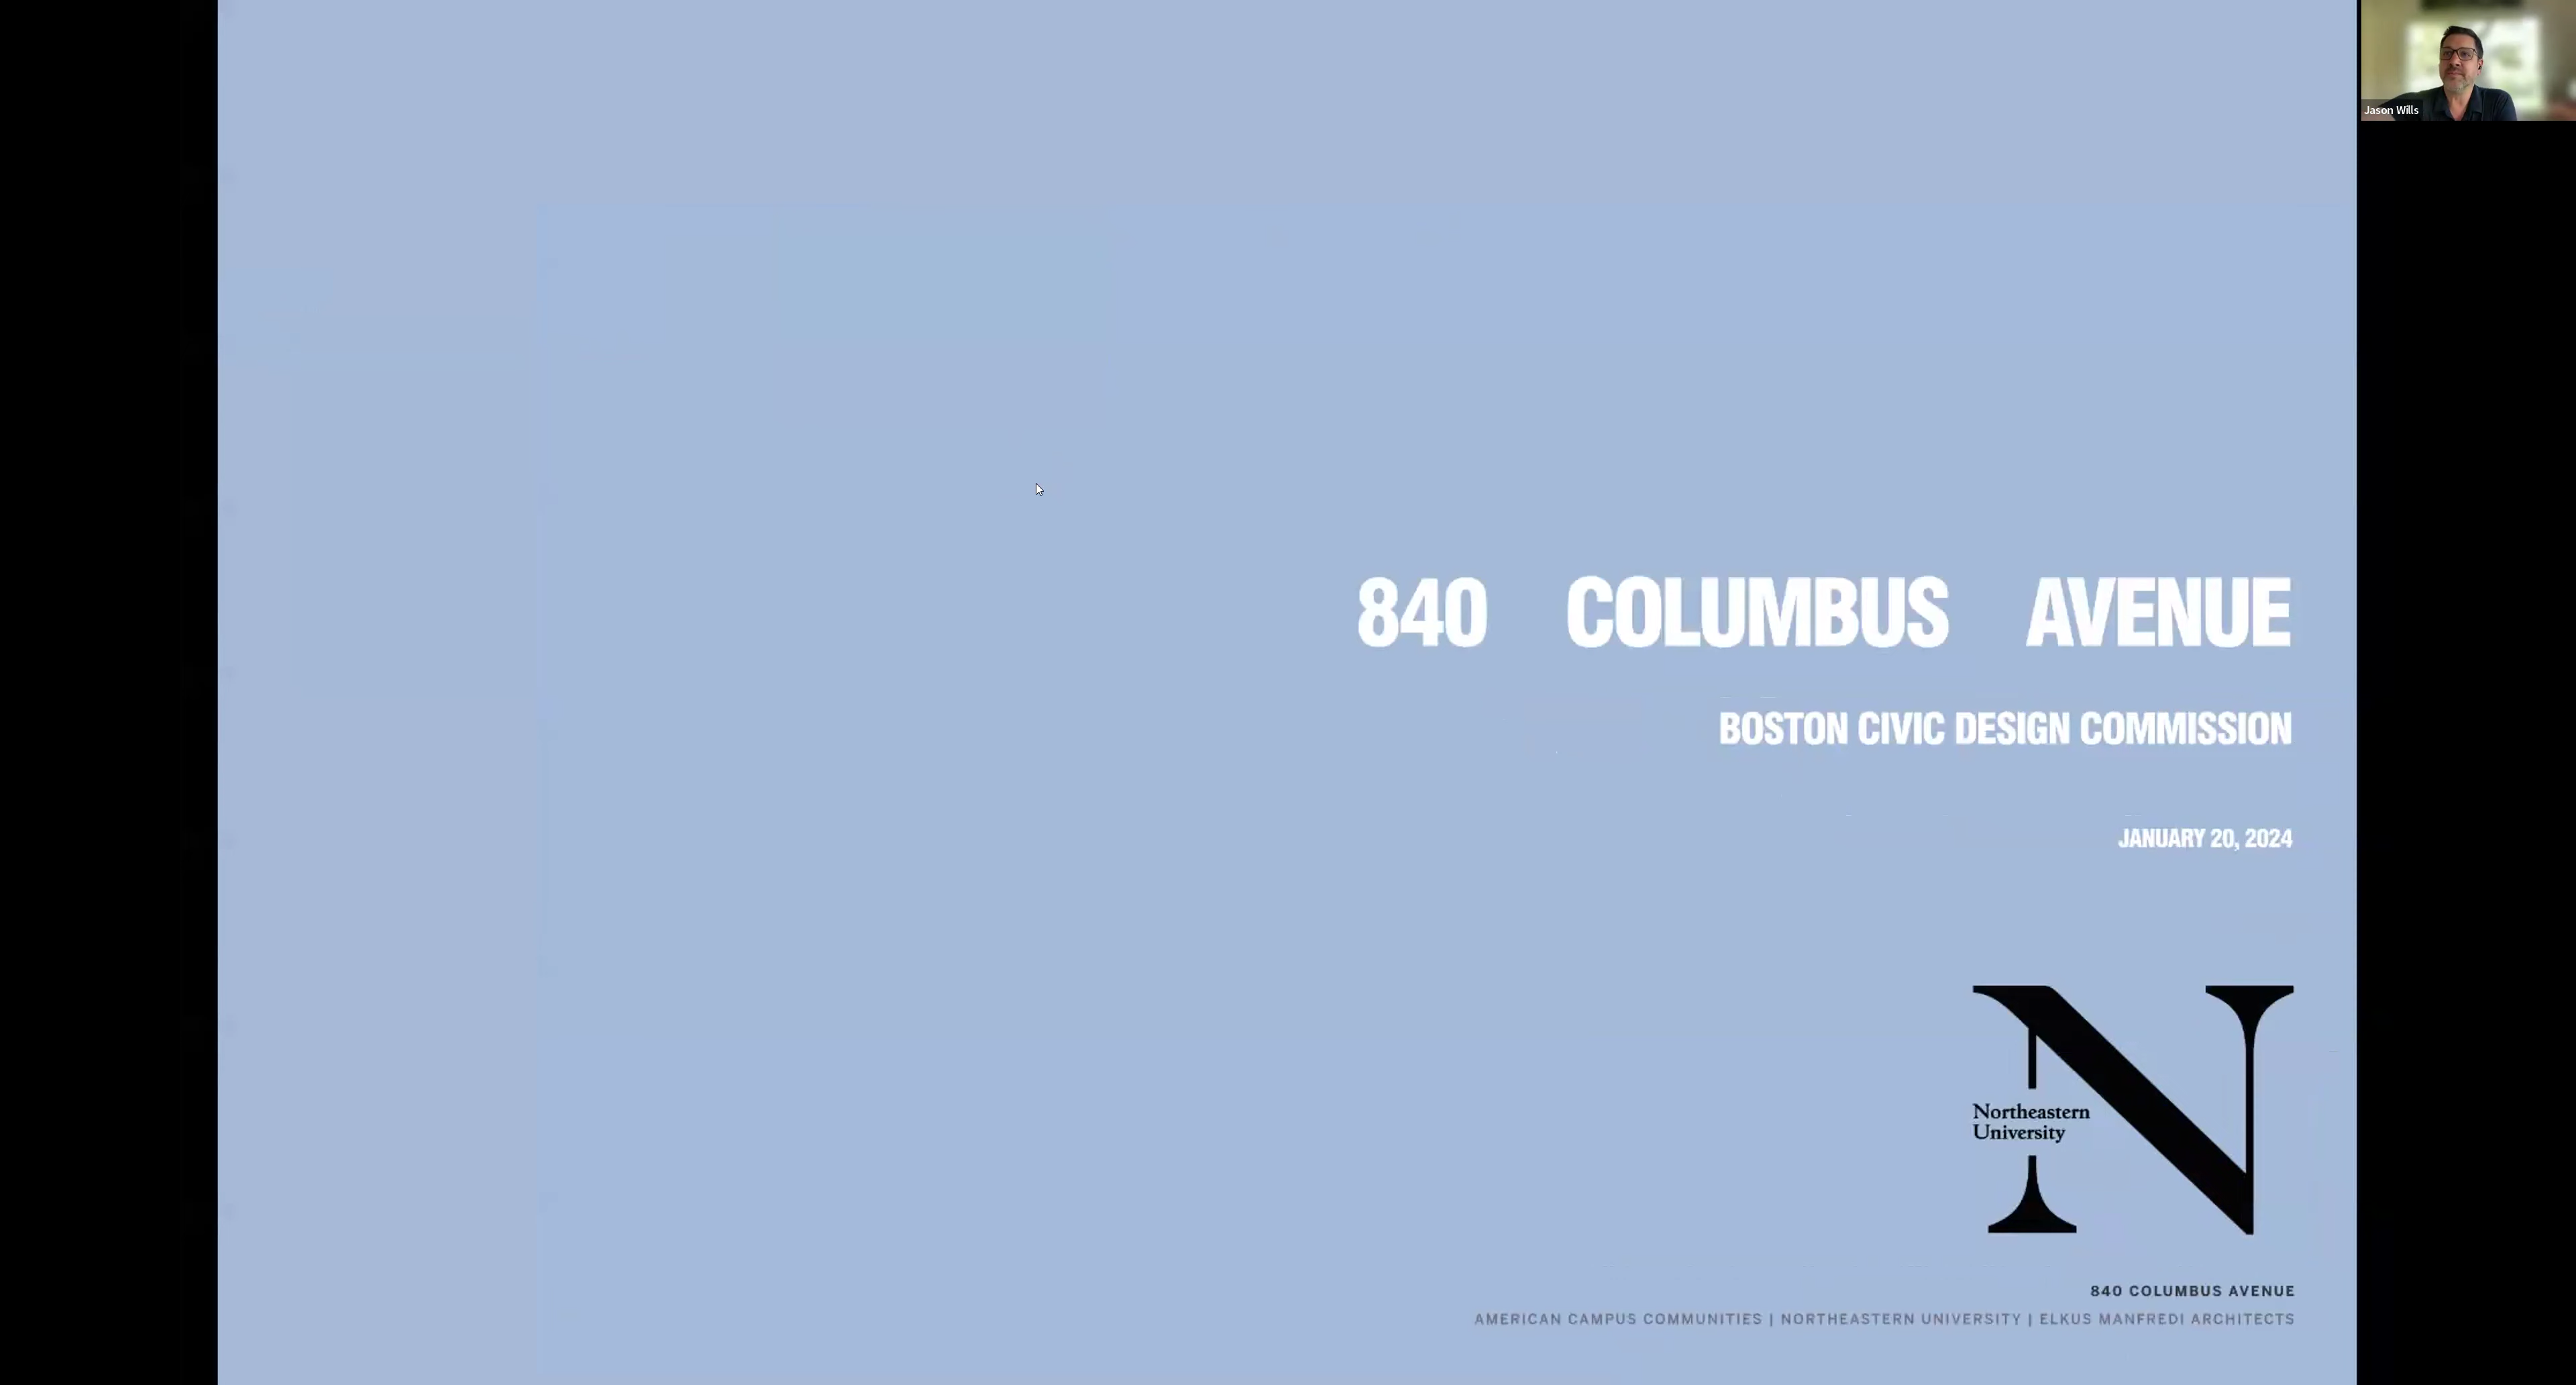 Jason Wills
840 COLUMBUS AVENUE
BOSTON CIVIC DESIGN COMMISSION
JANUARY 20, 2024
Northeastern
University
840 COLUMBUS AVENUE
AMERICAN CAMPUS COMMUNITIES | NORTHEASTERN UNIVERSITY | ELKUS MANFREDI ARCHITECTS